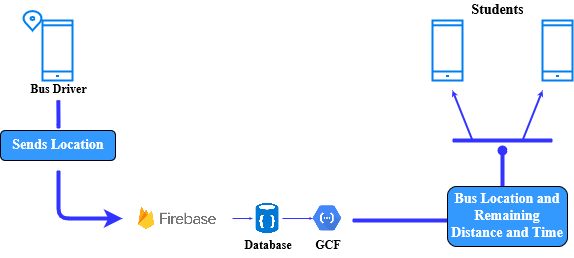 Students
Bus Driver
Sends Location
Firebase
Database
GCF
Bus Location and
Remaining
Distance and Time